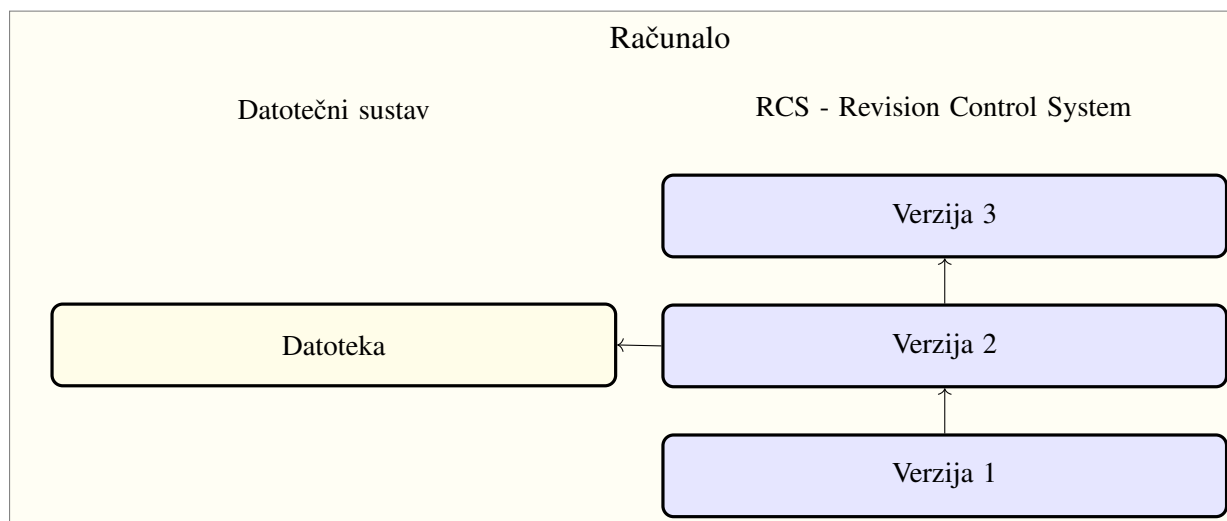 Računalo
Datotečni sustav
RCS - Revision Control System
Verzija 3
Datoteka
Verzija 2
Verzija 1